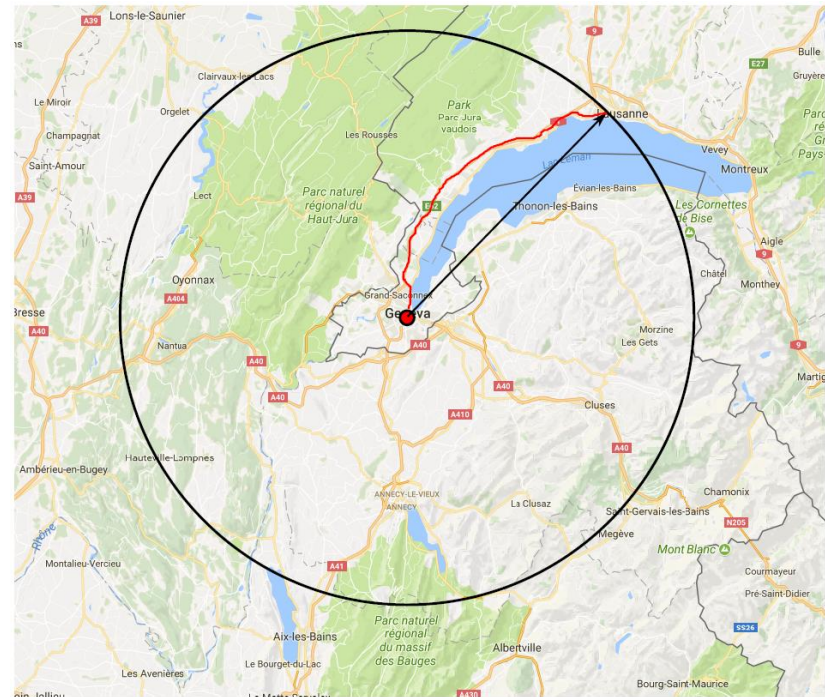 Lons-le-Saunier
A39
9
Bulle
E27
Gruyère
Clairvaux-les-Lacs
Le Miroir
Orgelet
Park
Parc Jura
vaudois
Lausanne
Champagnat
Les Rousses
Saint-Amour
Vevey
Montreux
Lac Léman
Parc naturel
régional du
Haut-Jura
Évian-les-Bains
A39
Lect
E62
Thonon-les-Bains
Les Cornettes
de Bise
Aigle
9
Oyonnax
Châtel
Monthey
A404
Grand-Saconnex
Geneva
Bresse
A40
Nantua
A40
A40
Morzine
Les Gets
9
A40
A40
A40
Cluses
A410
A40
Hauteville-Lompnes
Ambérieu-en-Bugey
ANNECY-LE-VIEUX
ANNECY
La Clusaz
Chamonix
Saint-Gervais-les-Bains
N205
Rhône
Megève
Mont Blanc
Montalieu-Vercieu
A41
Courmayeur
Pré-Saint-Didier
Parc naturel
régional
du massif
des Bauges
SS26
Aix-les-Bains
Albertville
Le Bourget-du-Lac
Les Avenières
Bourg-Saint-Maurice
A430